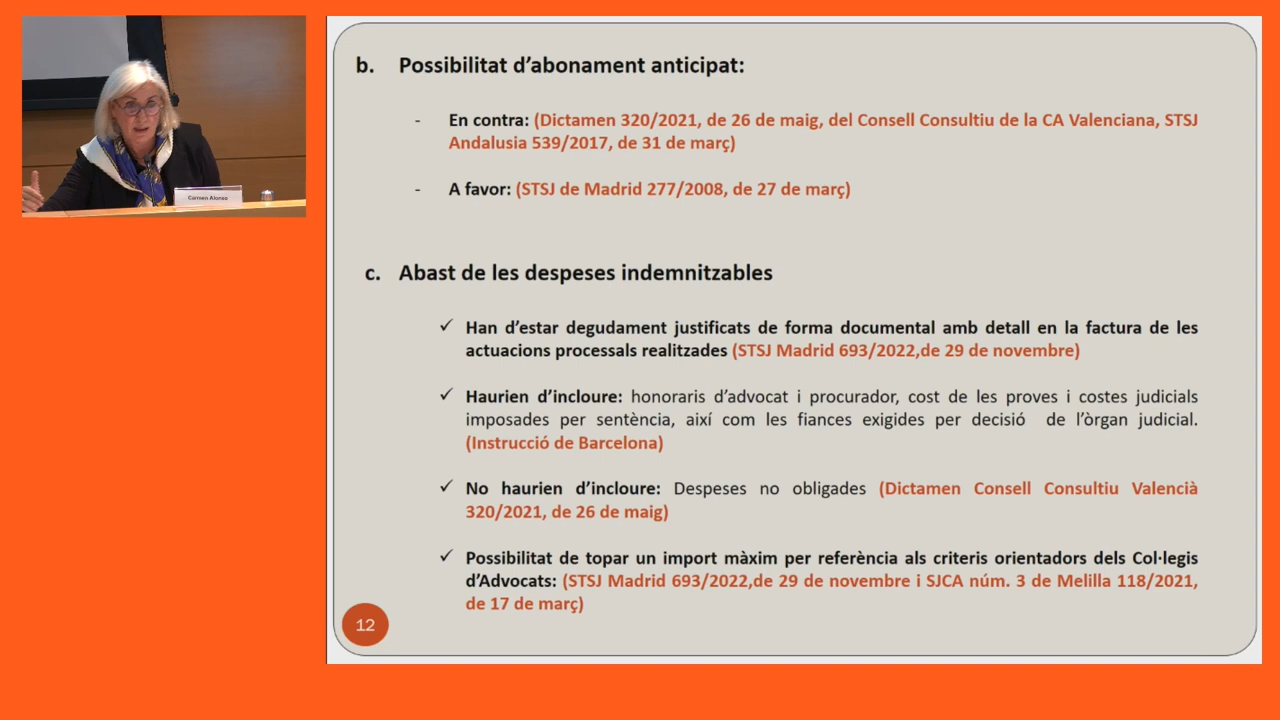 Carmen Alonso
b. Possibilitat d’abonament anticipat:
- En contra: (Dictamen 320/2021, de 26 de maig, del Consell Consultiu de la CA Valenciana, STSJ
Andalusia 539/2017, de 31 de març)
- A favor: (STSJ de Madrid 277/2008, de 27 de març)
c. Abast de les despeses indemnitzables
✓ Han d’estar degudament justificats de forma documental amb detall en la factura de les
actuacions processals realitzades (STSJ Madrid 693/2022,de 29 de novembre)
✓ Haurien d’incloure: honoraris d’advocat i procurador, cost de les proves i costes judicials
imposades per sentència, així com les fiances exigides per decisió de l’òrgan judicial.
(Instrucció de Barcelona)
✓ No haurien d’incloure: Despeses no obligades (Dictamen Consell Consultiu Valencià
320/2021, de 26 de maig)
✓ Possibilitat de topar un import màxim per referència als criteris orientadors dels Col·legis
d’Advocats: (STSJ Madrid 693/2022,de 29 de novembre i SJCA núm. 3 de Melilla 118/2021,
de 17 de març)
12